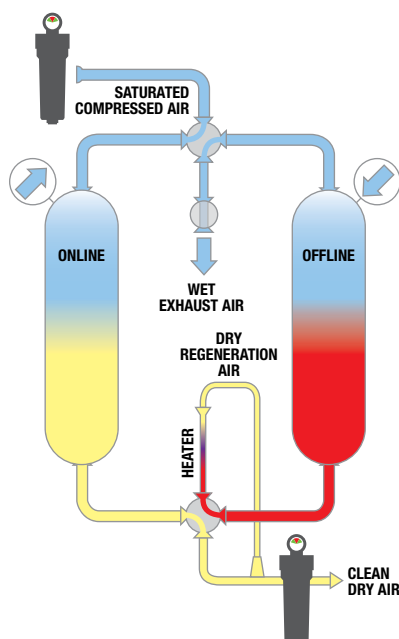 SATURATED
COMPRESSED AIR
ONLINE
OFFLINE
WET
EXHAUST AIR
DRY
REGENERATION
AIR
HEATER
CLEAN
DRY AIR